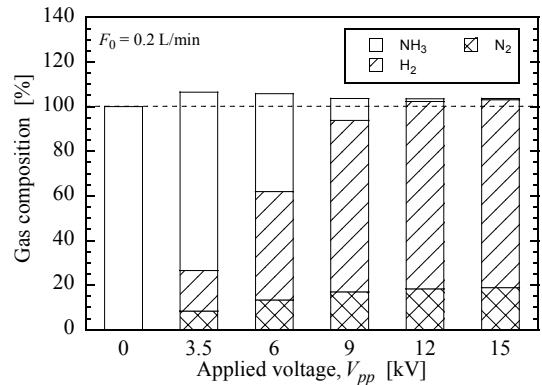 140
F₀ = 0.2 L/min
NH₃
N₂
H₂
120
100
80
60
40
20
0
Gas composition [%]
0 3.5 6 9 12 15
Applied voltage, Vₚₚ [kV]